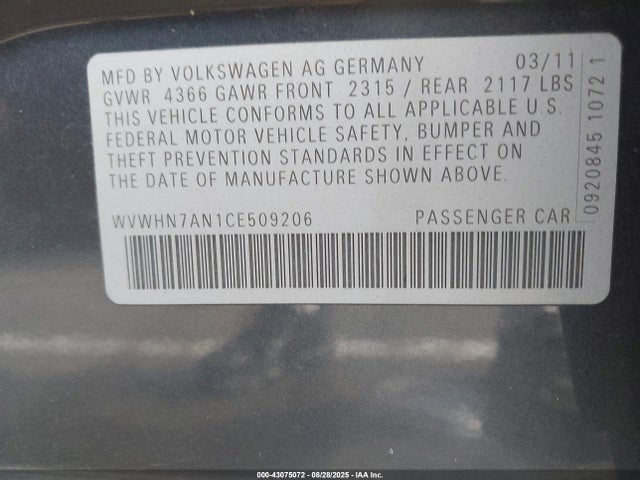 MFD BY VOLKSWAGEN AG GERMANY 03/11
GVWR 4366 GAWR FRONT 2315 / REAR 2117 LBS
THIS VEHICLE CONFORMS TO ALL APPLICABLE U.S.
FEDERAL MOTOR VEHICLE SAFETY, BUMPER AND
THEFT PREVENTION STANDARDS IN EFFECT ON
THE DATE OF MANUFACTURE SHOWN ABOVE.
WVWHN7AN1CE509206 PASSENGER CAR
0920845 1072 1
000-43075072 | 08/28/2025 | IAA Inc.